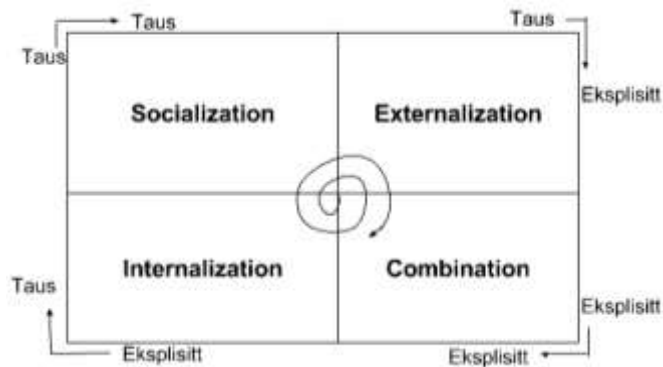 Taus
Taus
Taus
Eksplisitt
Socialization
Externalization
Internalization
Combination
Taus
Eksplisitt
Eksplisitt
Eksplisitt